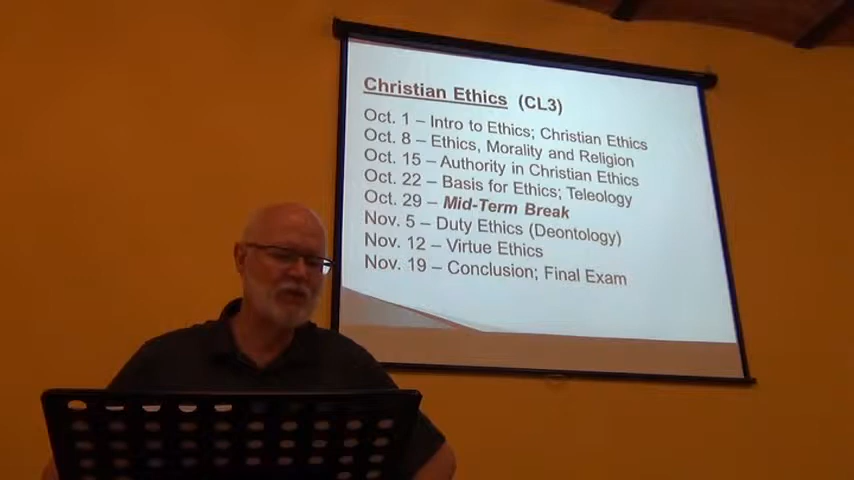 Christian Ethics (CL3)
Oct. 1 – Intro to Ethics; Christian Ethics
Oct. 8 – Ethics, Morality and Religion
Oct. 15 – Authority in Christian Ethics
Oct. 22 – Basis for Ethics; Teleology
Oct. 29 – Mid-Term Break
Nov. 5 – Duty Ethics (Deontology)
Nov. 12 – Virtue Ethics
Nov. 19 – Conclusion; Final Exam